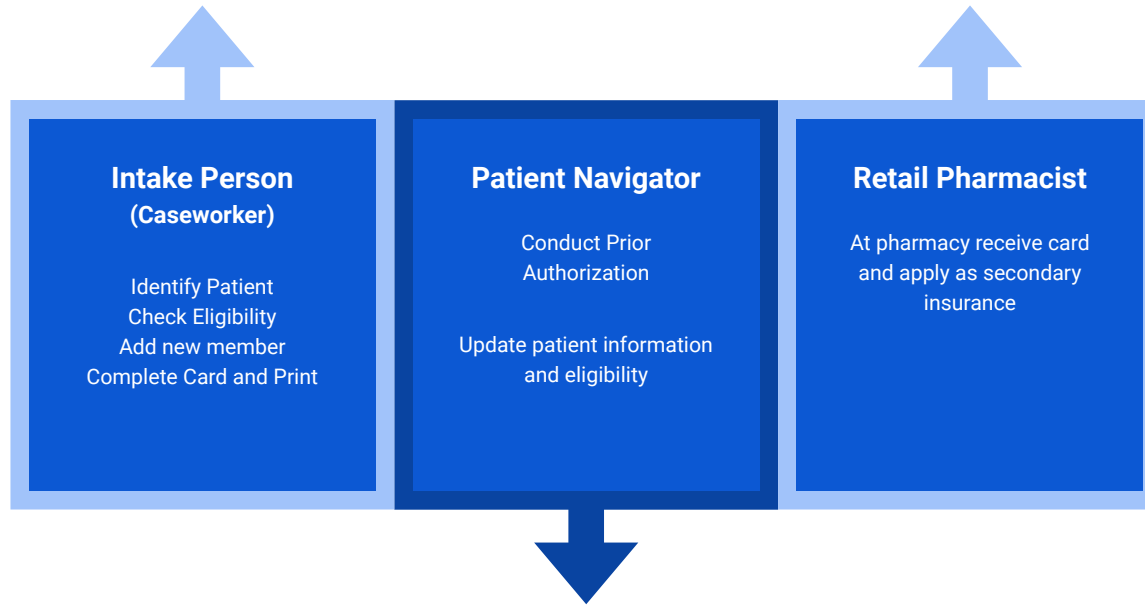 Intake Person
(Caseworker)
Identify Patient
Check Eligibility
Add new member
Complete Card and Print
Patient Navigator
Conduct Prior
Authorization
Update patient information
and eligibility
Retail Pharmacist
At pharmacy receive card
and apply as secondary
insurance